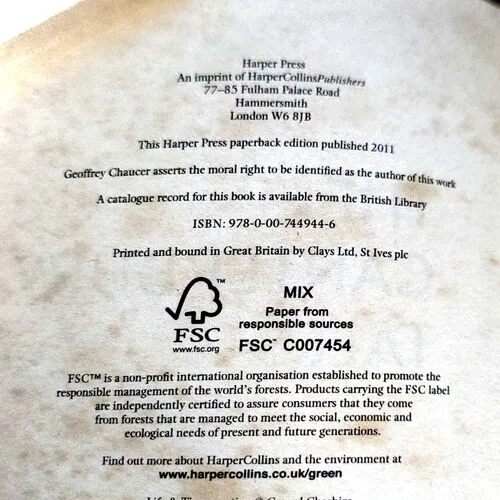 Harper Press
An imprint of HarperCollinsPublishers
77–85 Fulham Palace Road
Hammersmith
London W6 8JB
This Harper Press paperback edition published 2011
Geoffrey Chaucer asserts the moral right to be identified as the author of this work
A catalogue record for this book is available from the British Library
ISBN: 978-0-00-744944-6
Printed and bound in Great Britain by Clays Ltd, St Ives plc
FSC
www.fsc.org
MIX
Paper from
responsible sources
FSC™ C007454
FSC™ is a non-profit international organisation established to promote the
responsible management of the world's forests. Products carrying the FSC label
are independently certified to assure consumers that they come
from forests that are managed to meet the social, economic and
ecological needs of present and future generations.
Find out more about HarperCollins and the environment at
www.harpercollins.co.uk/green